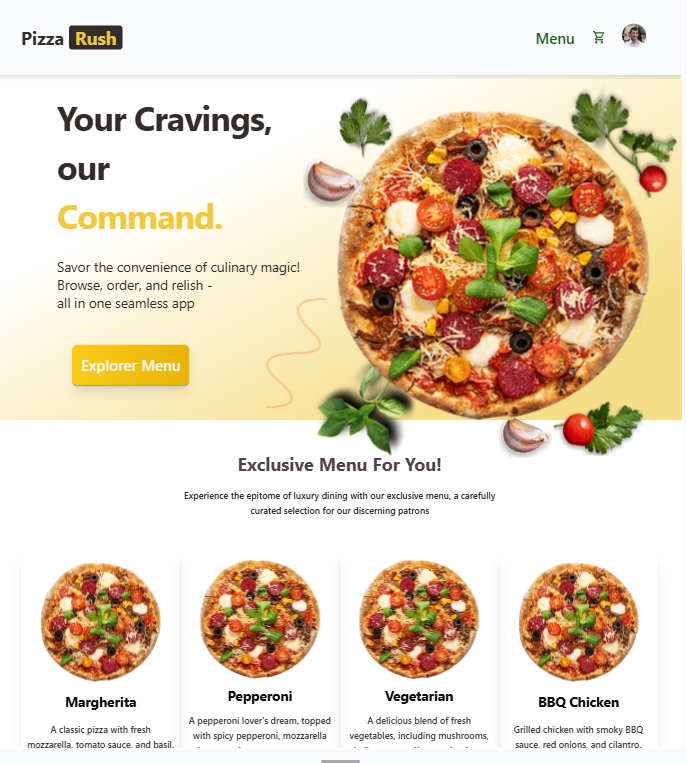 Pizza Rush
Menu
Your Cravings,
our
Command.
Savor the convenience of culinary magic!
Browse, order, and relish -
all in one seamless app
Explorer Menu
Exclusive Menu For You!
Experience the epitome of luxury dining with our exclusive menu, a carefully
curated selection for our discerning patrons
Margherita
A classic pizza with fresh
mozzarella, tomato sauce, and basil.
Pepperoni
A pepperoni lover's dream, topped
with spicy pepperoni, mozzarella
Vegetarian
A delicious blend of fresh
vegetables, including mushrooms,
BBQ Chicken
Grilled chicken with smoky BBQ
sauce, red onions, and cilantro.